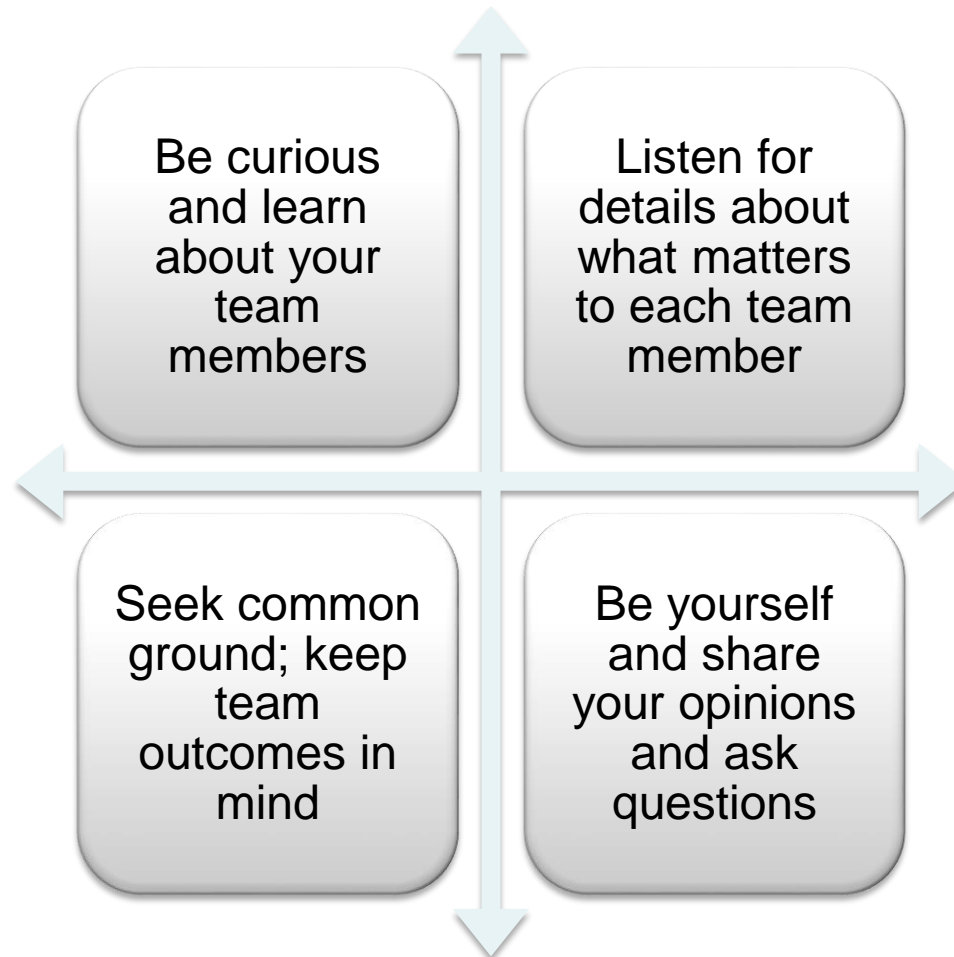 Be curious
and learn
about your
team
members
Listen for
details about
what matters
to each team
member
Seek common
ground; keep
team
outcomes in
mind
Be yourself
and share
your opinions
and ask
questions